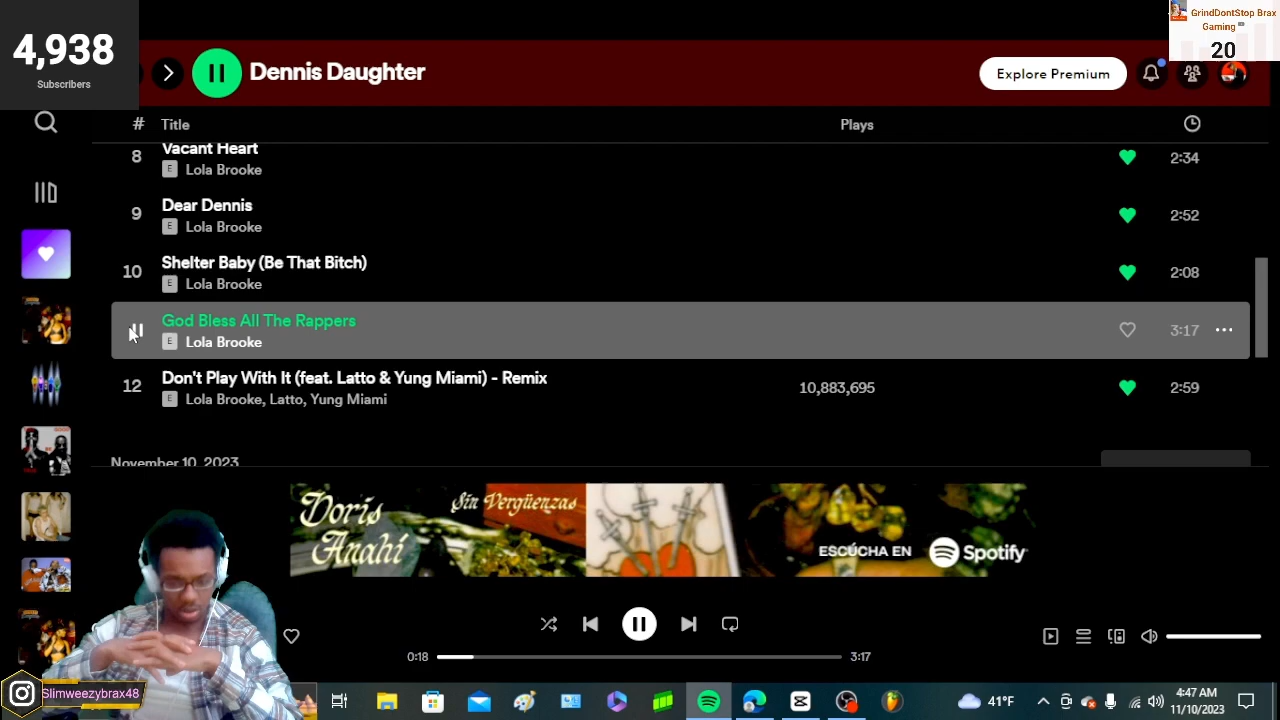 4,938
Subscribers
GrindDontStop Brax
Gaming
20
Dennis Daughter
Explore Premium
# Title Plays
8 Vacant Heart 2:34
E Lola Brooke
9 Dear Dennis 2:52
E Lola Brooke
10 Shelter Baby (Be That Bitch) 2:08
E Lola Brooke
God Bless All The Rappers 3:17
E Lola Brooke
12 Don't Play With It (feat. Latto & Yung Miami) - Remix 10,883,695 2:59
E Lola Brooke, Latto, Yung Miami
November 10, 2023
Doris Anahí
Sin Vergüenzas
ESCÚCHA EN Spotify
0:18 3:17
Slimweezybrax48
41°F
4:47 AM
11/10/2023